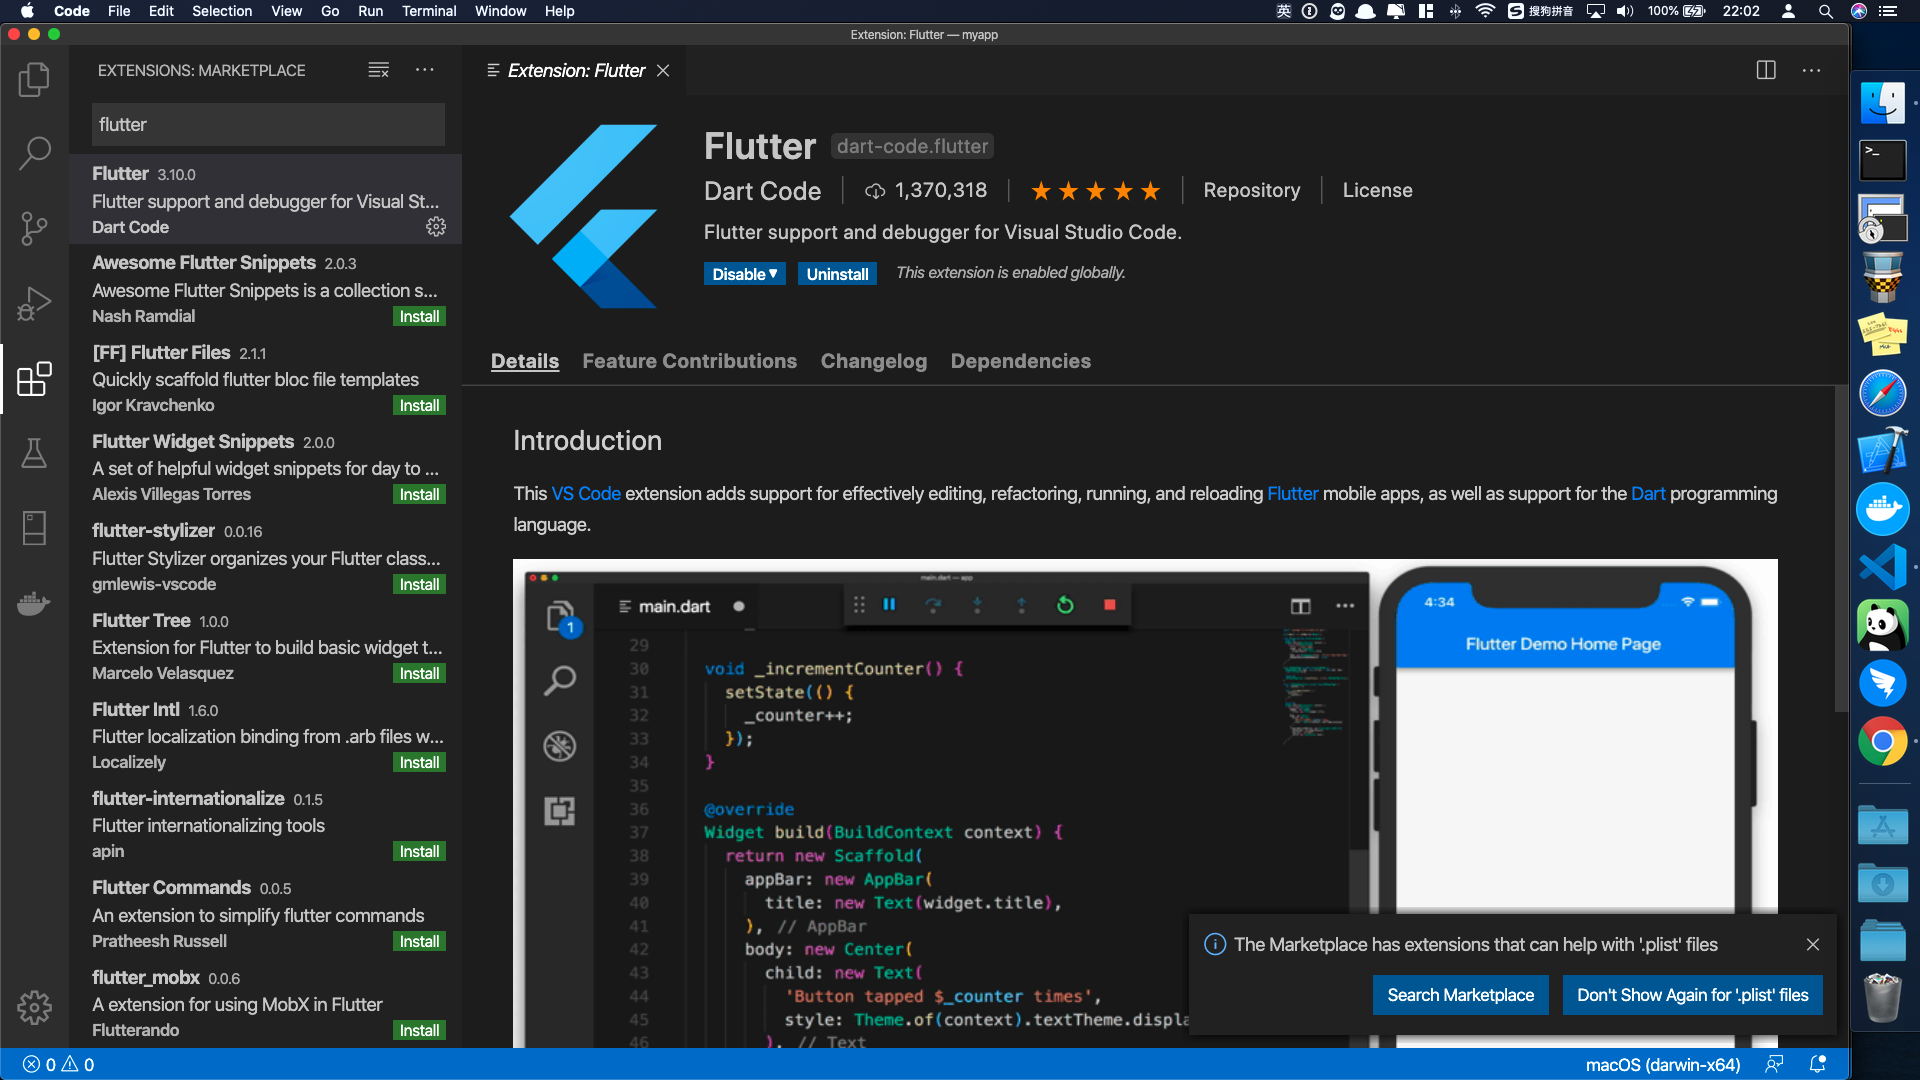 Code File Edit Selection View Go Run Terminal Window Help
英 搜狗拼音 100% 22:02
Extension: Flutter — myapp
EXTENSIONS: MARKETPLACE
flutter
Flutter 3.10.0
Flutter support and debugger for Visual St...
Dart Code
Awesome Flutter Snippets 2.0.3
Awesome Flutter Snippets is a collection s...
Nash Ramdial
Install
[FF] Flutter Files 2.1.1
Quickly scaffold flutter bloc file templates
Igor Kravchenko
Install
Flutter Widget Snippets 2.0.0
A set of helpful widget snippets for day to ...
Alexis Villegas Torres
Install
flutter-stylizer 0.0.16
Flutter Stylizer organizes your Flutter class...
gmlewis-vscode
Install
Flutter Tree 1.0.0
Extension for Flutter to build basic widget t...
Marcelo Velasquez
Install
Flutter Intl 1.6.0
Flutter localization binding from .arb files w...
Localizely
Install
flutter-internationalize 0.1.5
Flutter internationalizing tools
apin
Install
Flutter Commands 0.0.5
An extension to simplify flutter commands
Pratheesh Russell
Install
flutter_mobx 0.0.6
A extension for using MobX in Flutter
Flutterando
Install
Extension: Flutter
Flutter dart-code.flutter
Dart Code 1,370,318 Repository License
Flutter support and debugger for Visual Studio Code.
Disable Uninstall This extension is enabled globally.
Details Feature Contributions Changelog Dependencies
Introduction
This VS Code extension adds support for effectively editing, refactoring, running, and reloading Flutter mobile apps, as well as support for the Dart programming
language.
main.dart — app
1
main.dart
29
30 void _incrementCounter() {
31 setState(() {
32 _counter++;
33 });
34 }
35
36 @override
37 Widget build(BuildContext context) {
38 return new Scaffold(
39 appBar: new AppBar(
40 title: new Text(widget.title),
41 ), // AppBar
42 body: new Center(
43 child: new Text(
44 'Button tapped $_counter times',
45 style: Theme.of(context).textTheme.displa
46 ), // Text
4:34
Flutter Demo Home Page
The Marketplace has extensions that can help with '.plist' files
Search Marketplace
Don't Show Again for '.plist' files
0 0
macOS (darwin-x64)